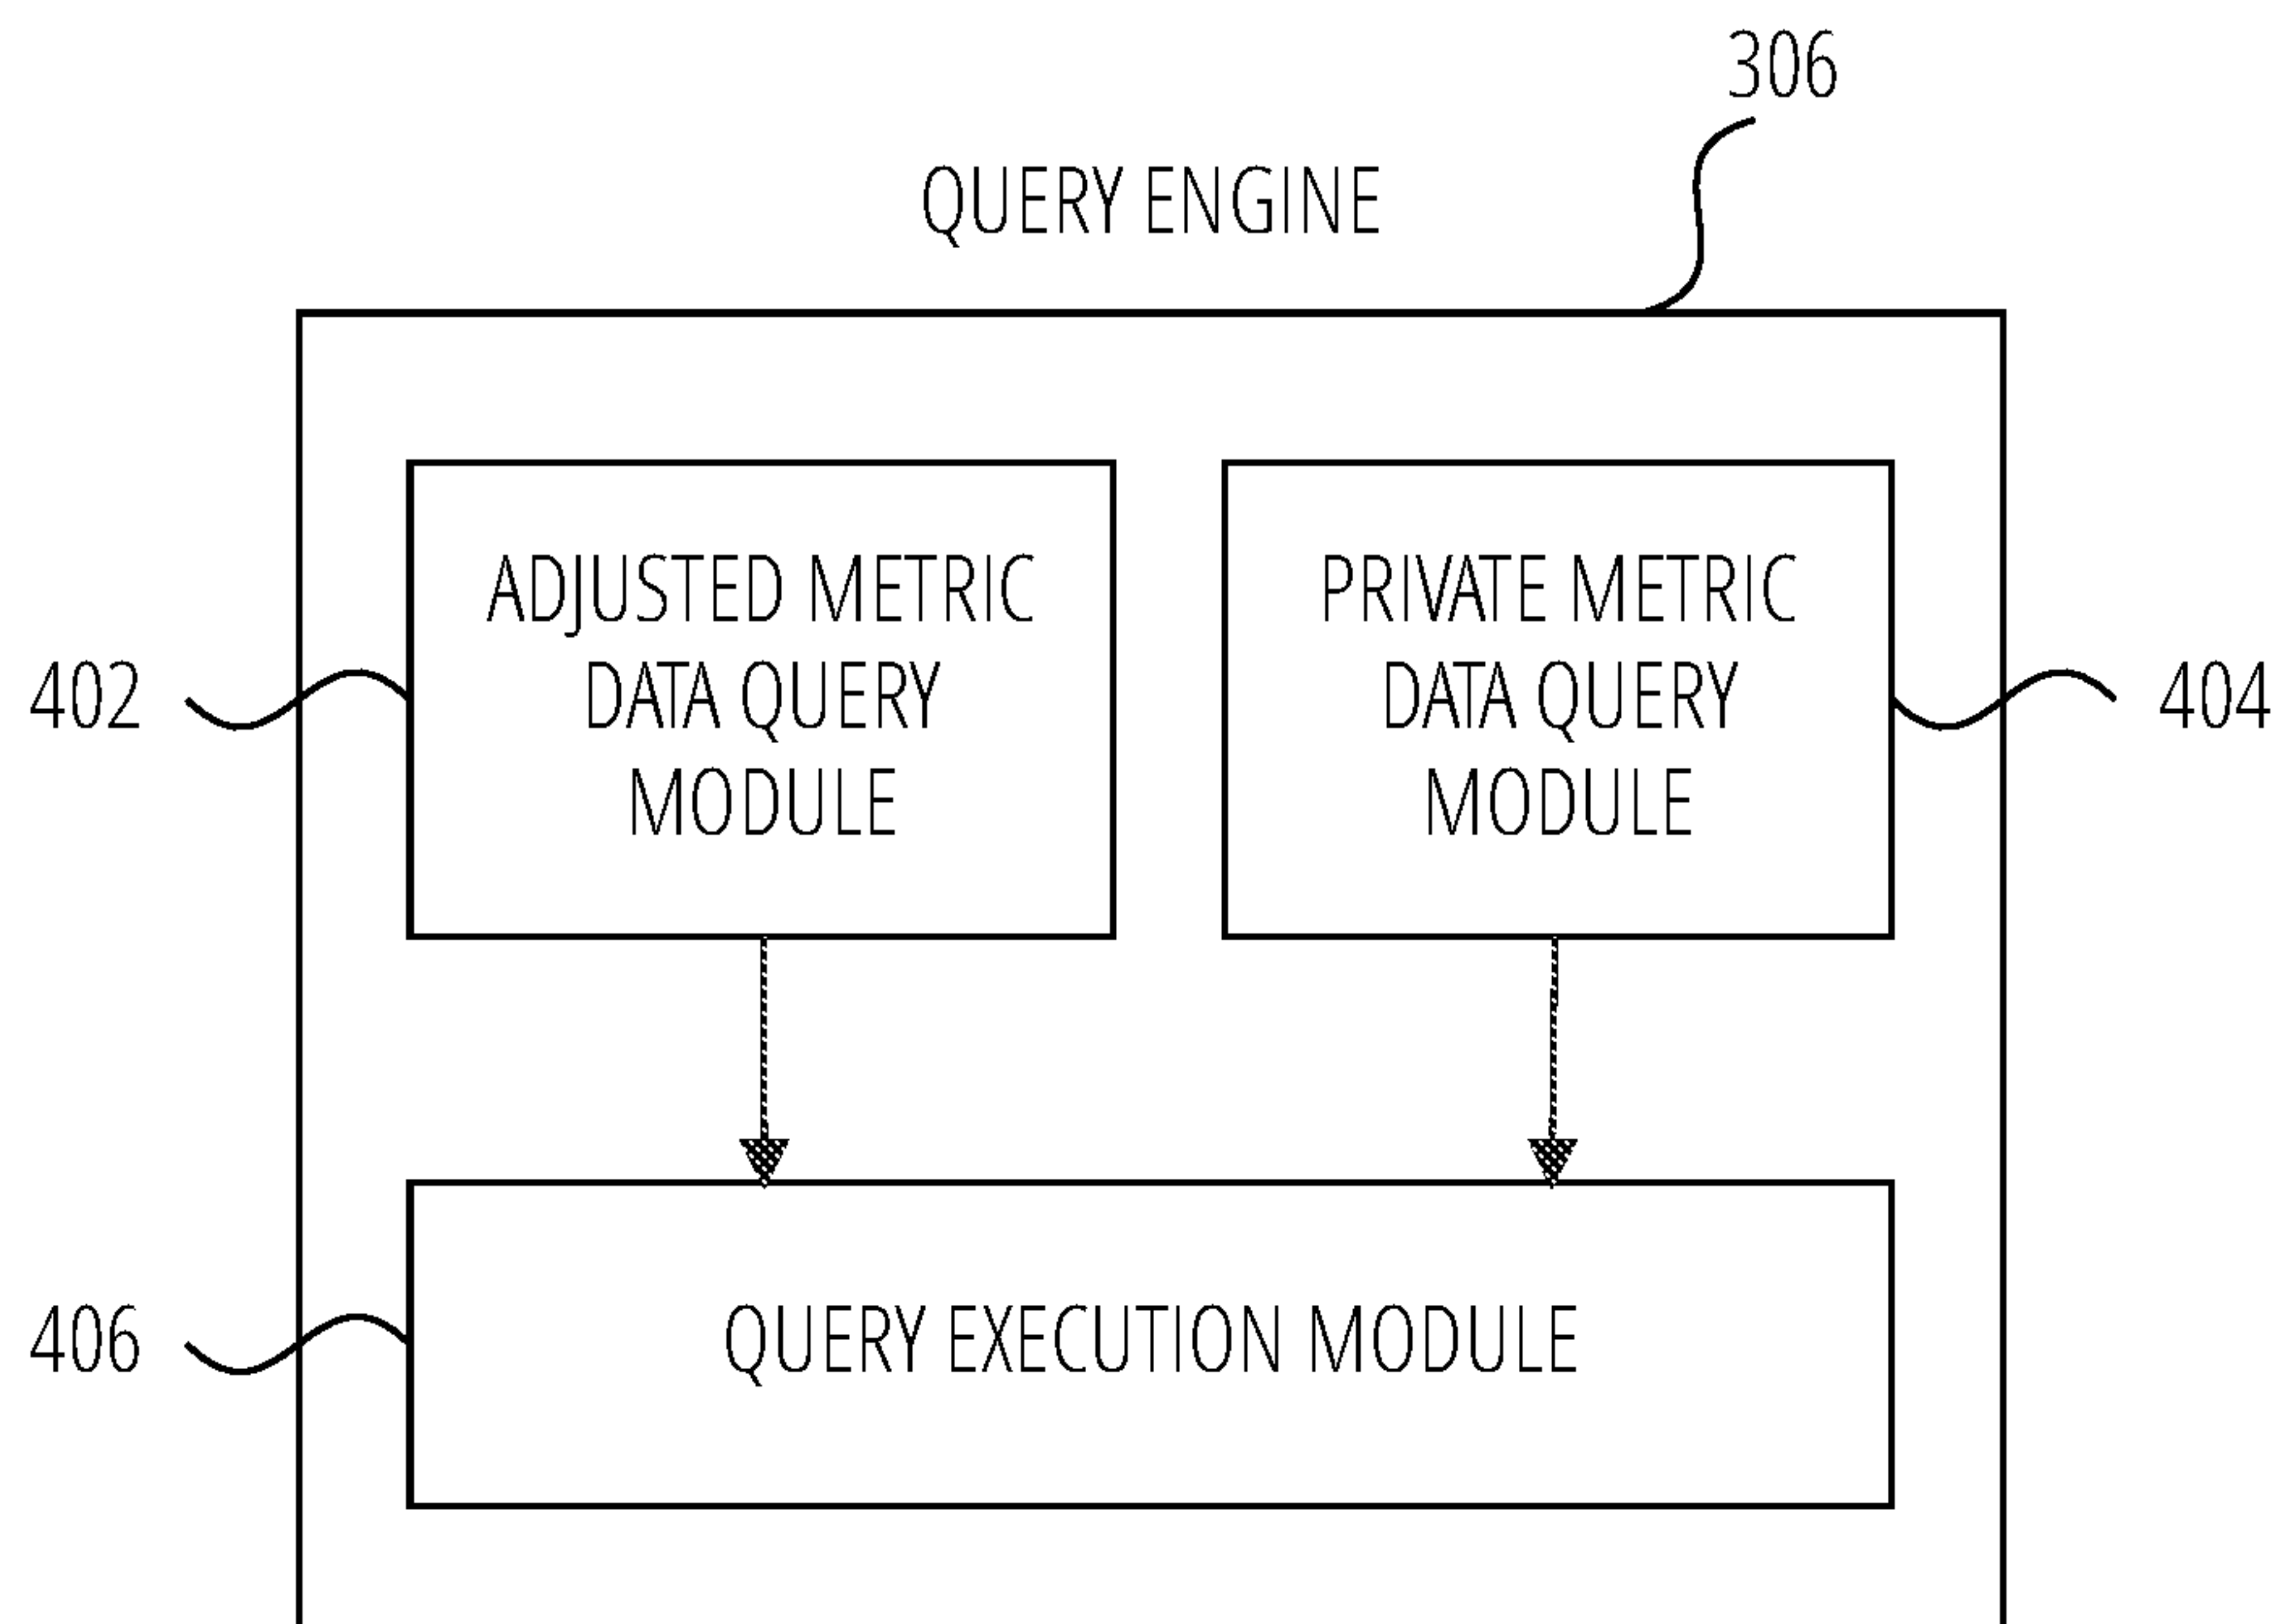 306
QUERY ENGINE
ADJUSTED METRIC
DATA QUERY
MODULE
PRIVATE METRIC
DATA QUERY
MODULE
402
404
QUERY EXECUTION MODULE
406